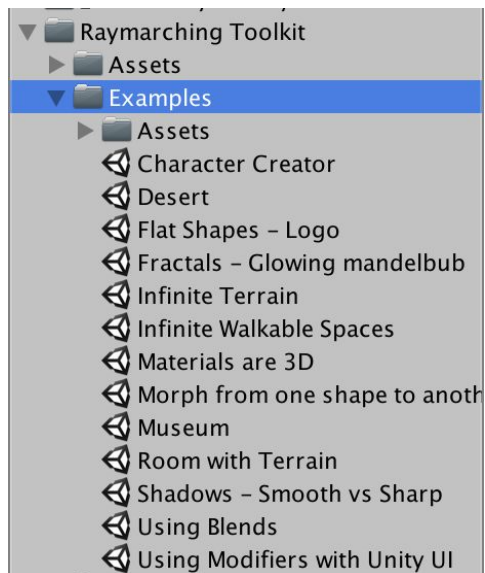 Raymarching Toolkit
Assets
Examples
Assets
Character Creator
Desert
Flat Shapes – Logo
Fractals – Glowing mandelbub
Infinite Terrain
Infinite Walkable Spaces
Materials are 3D
Morph from one shape to anoth
Museum
Room with Terrain
Shadows – Smooth vs Sharp
Using Blends
Using Modifiers with Unity UI